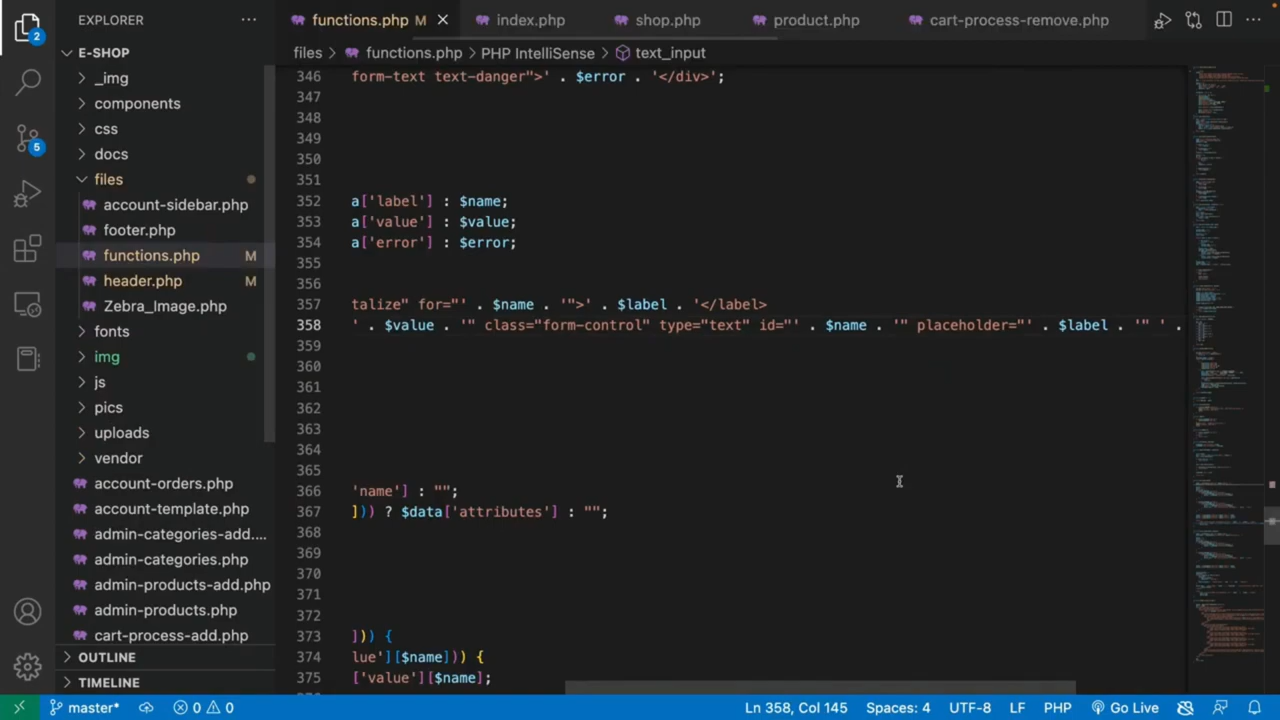 EXPLORER
functions.php M
index.php
shop.php
product.php
cart-process-remove.php
2
5
E-SHOP
_img
components
css
docs
files
account-sidebar.php
footer.php
functions.php M
header.php M
Zebra_Image.php
fonts
img
js
pics
uploads
vendor
account-orders.php
account-template.php
admin-categories-add....
admin-categories.php
admin-products-add.php
admin-products.php
cart-process-add.php
OUTLINE
TIMELINE
files > functions.php > PHP IntelliSense > text_input
346 form-text text-danger">' . $error . '</div>';
347
348
349
350
351
352 a['label'] : $name;
353 a['value'] : $value;
354 a['error'] : $error;
355
356
357 talize" for="' . $name . '">' . $label . '</label>
358 ' . $value . '" class="form-control" type="text" id="' . $name . '" placeholder="' . $label . '" ' .
359
360
361
362
363
364
365
366 'name'] : "";
367 ])) ? $data['attributes'] : "";
368
369
370
371
372
373 ])) {
374 lue'][$name])) {
375 ['value'][$name];
master* 0 0 Ln 358, Col 145 Spaces: 4 UTF-8 LF PHP Go Live